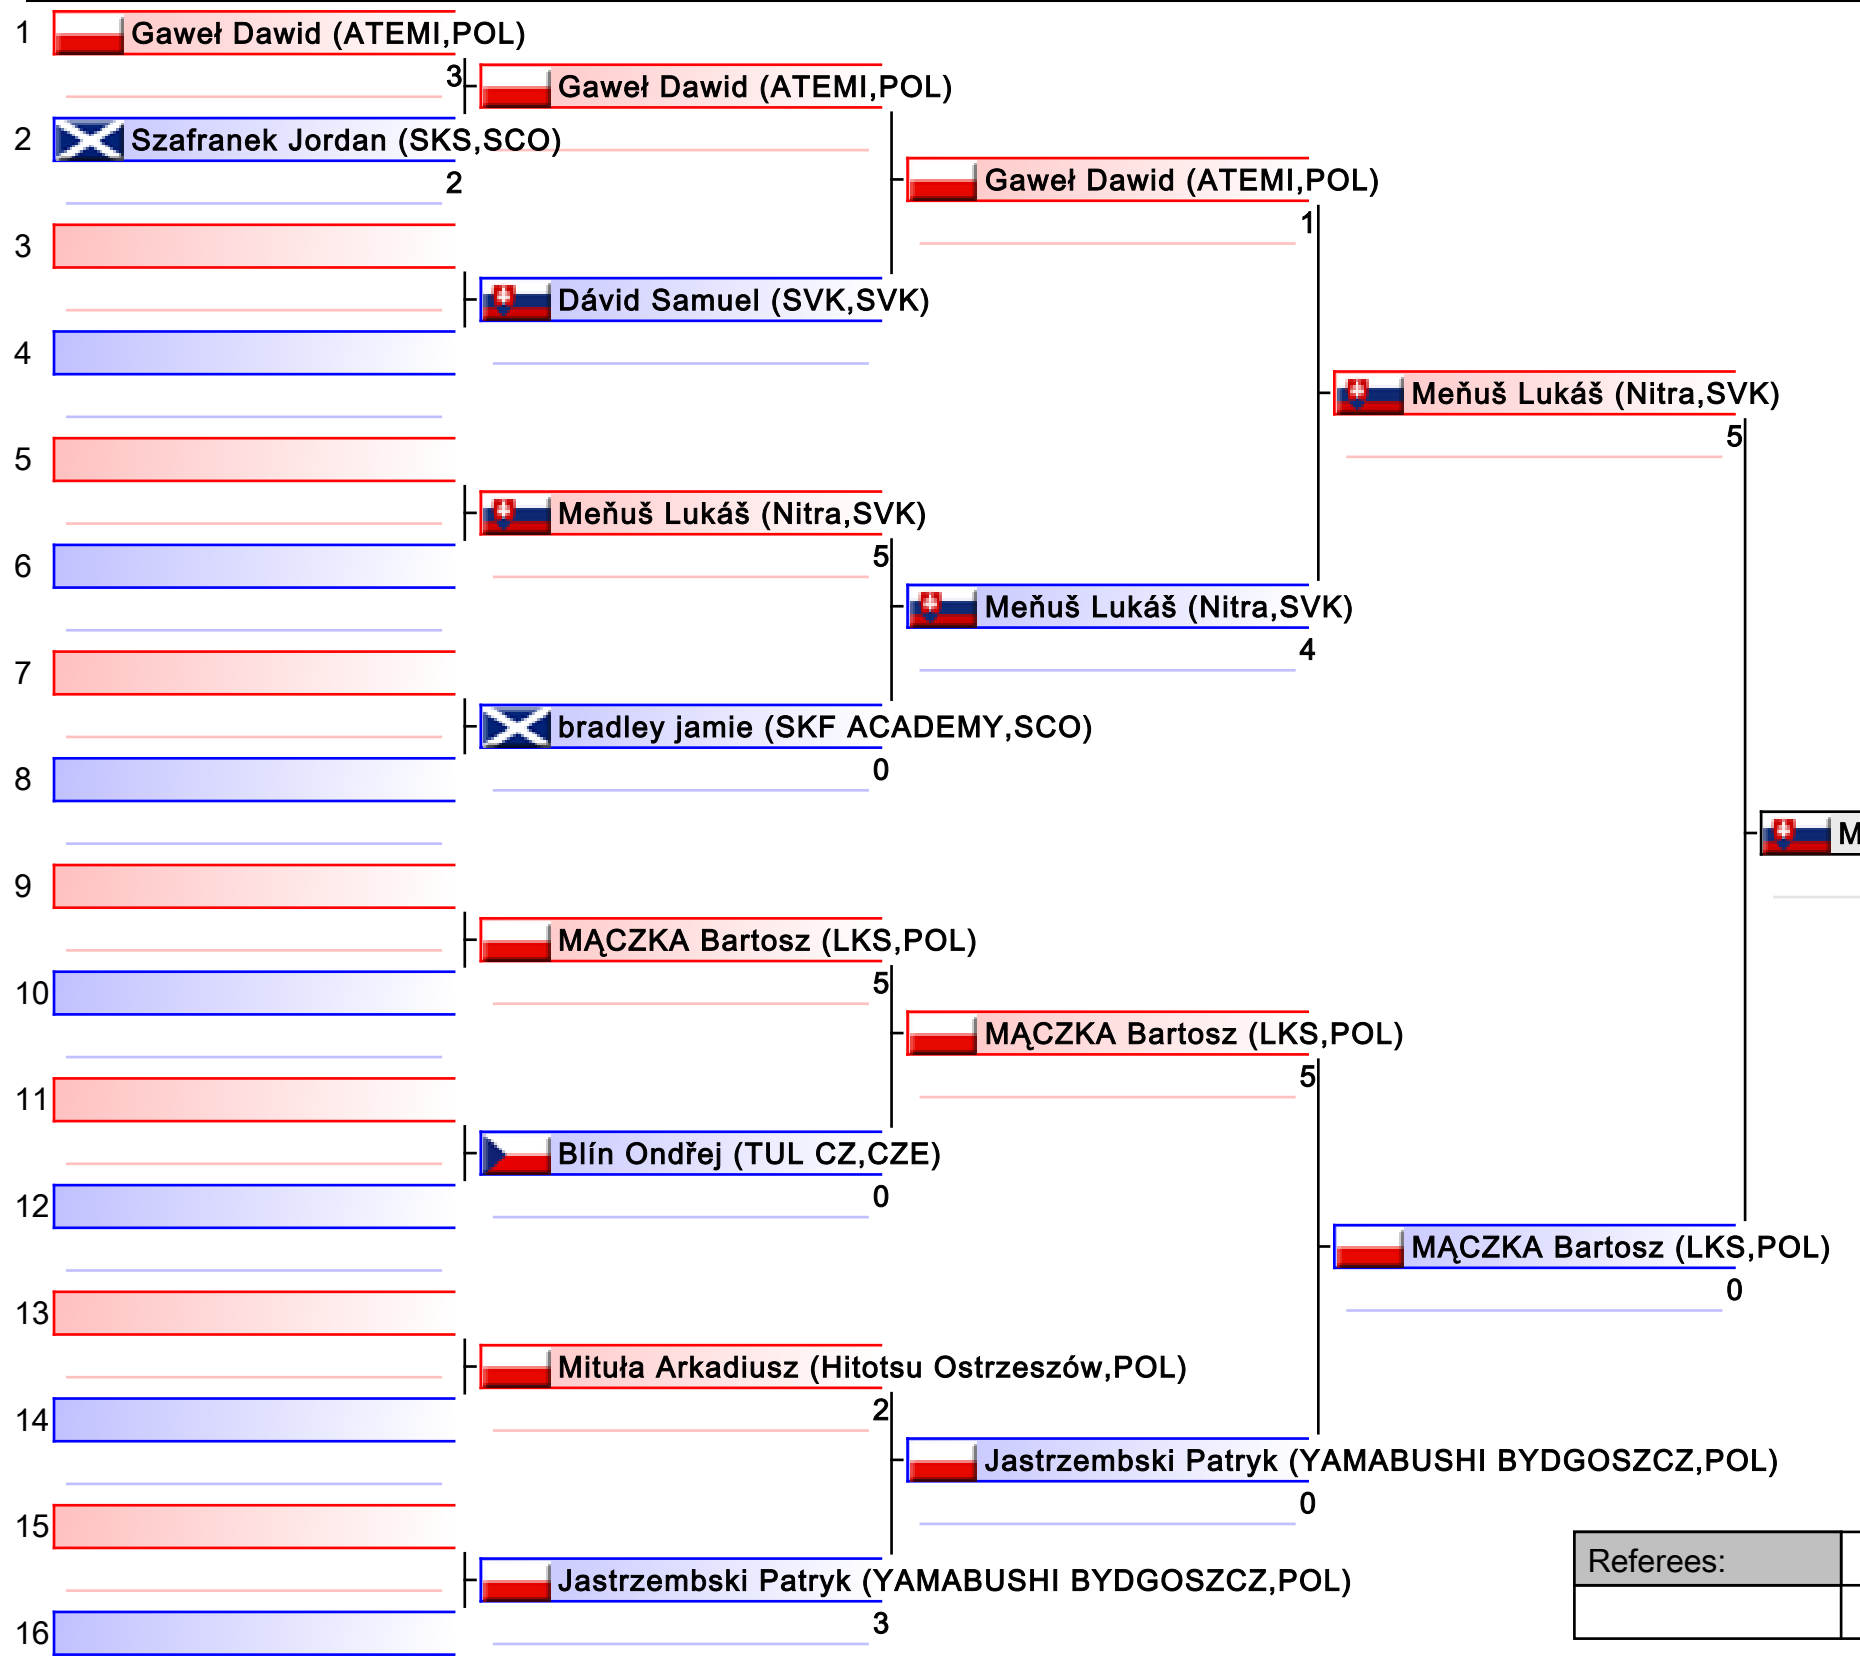 1 Gaweł Dawid (ATEMI,POL)
3
Gaweł Dawid (ATEMI,POL)
2 Szafranek Jordan (SKS,SCO)
2
Gaweł Dawid (ATEMI,POL)
1
3
Dávid Samuel (SVK,SVK)
4
Meňuš Lukáš (Nitra,SVK)
5
5
Meňuš Lukáš (Nitra,SVK)
5
6
Meňuš Lukáš (Nitra,SVK)
4
7
bradley jamie (SKF ACADEMY,SCO)
0
8
M
9
MĄCZKA Bartosz (LKS,POL)
5
10
MĄCZKA Bartosz (LKS,POL)
5
11
Blín Ondřej (TUL CZ,CZE)
0
12
MĄCZKA Bartosz (LKS,POL)
0
13
Mituła Arkadiusz (Hitotsu Ostrzeszów,POL)
2
14
Jastrzembski Patryk (YAMABUSHI BYDGOSZCZ,POL)
0
15
Referees:
Jastrzembski Patryk (YAMABUSHI BYDGOSZCZ,POL)
3
16